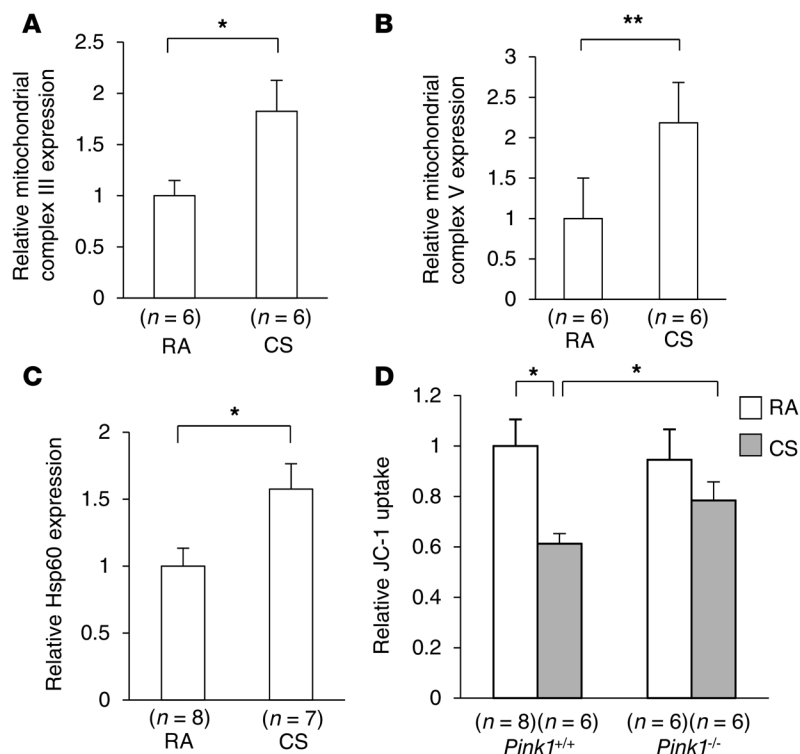 A
Relative mitochondrial
complex III expression
2.5
2
1.5
1
0.5
0
*
(n = 6)
(n = 6)
RA
CS
B
Relative mitochondrial
complex V expression
3
2.5
2
1.5
1
0.5
0
**
(n = 6)
(n = 6)
RA
CS
C
Relative Hsp60 expression
2
1.5
1
0.5
0
*
(n = 8)
(n = 7)
RA
CS
D
Relative JC-1 uptake
1.2
1
0.8
0.6
0.4
0.2
0
*
*
RA
CS
(n = 8)(n = 6)
(n = 6)(n = 6)
Pink1+/+
Pink1-/-